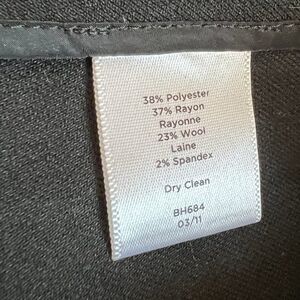 38% Polyester
37% Rayon
Rayonne
23% Wool
Laine
2% Spandex
Dry Clean
BH684
03/11